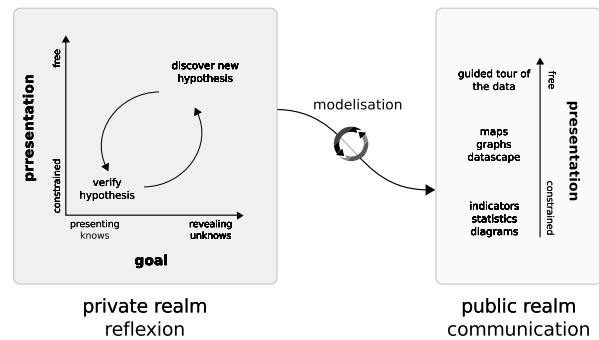 prresentation
free
constrained
discover new
hypothesis
verify
hypothesis
presenting
knows
revealing
unknows
goal
private realm
reflexion
modelisation
guided tour of
the data
maps
graphs
datascape
indicators
statistics
diagrams
free
constrained
presentation
public realm
communication